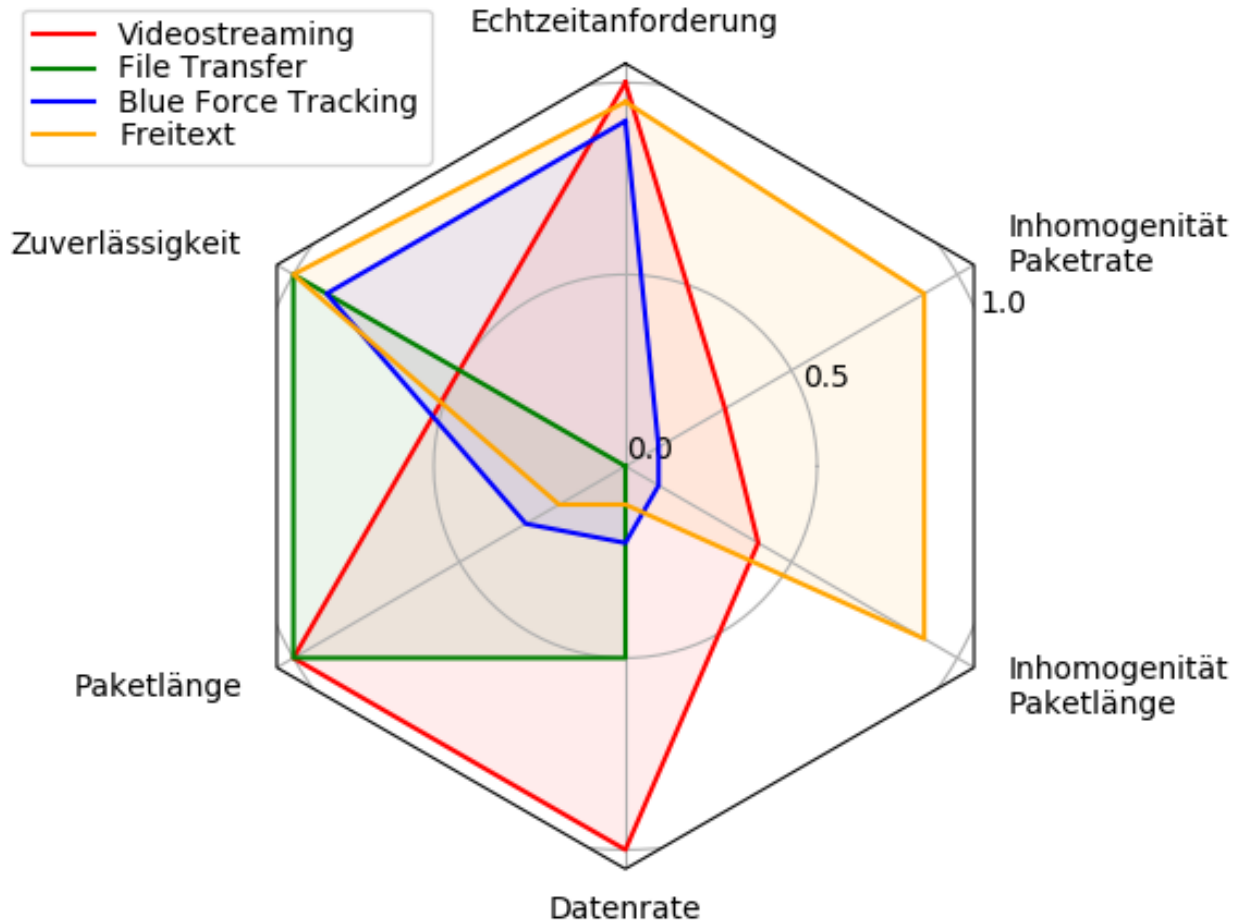 Videostreaming
File Transfer
Blue Force Tracking
Freitext
Echtzeitanforderung
Zuverlässigkeit
Inhomogenität
Paketrate
1.0
0.5
0.0
Paketlänge
Inhomogenität
Paketlänge
Datenrate